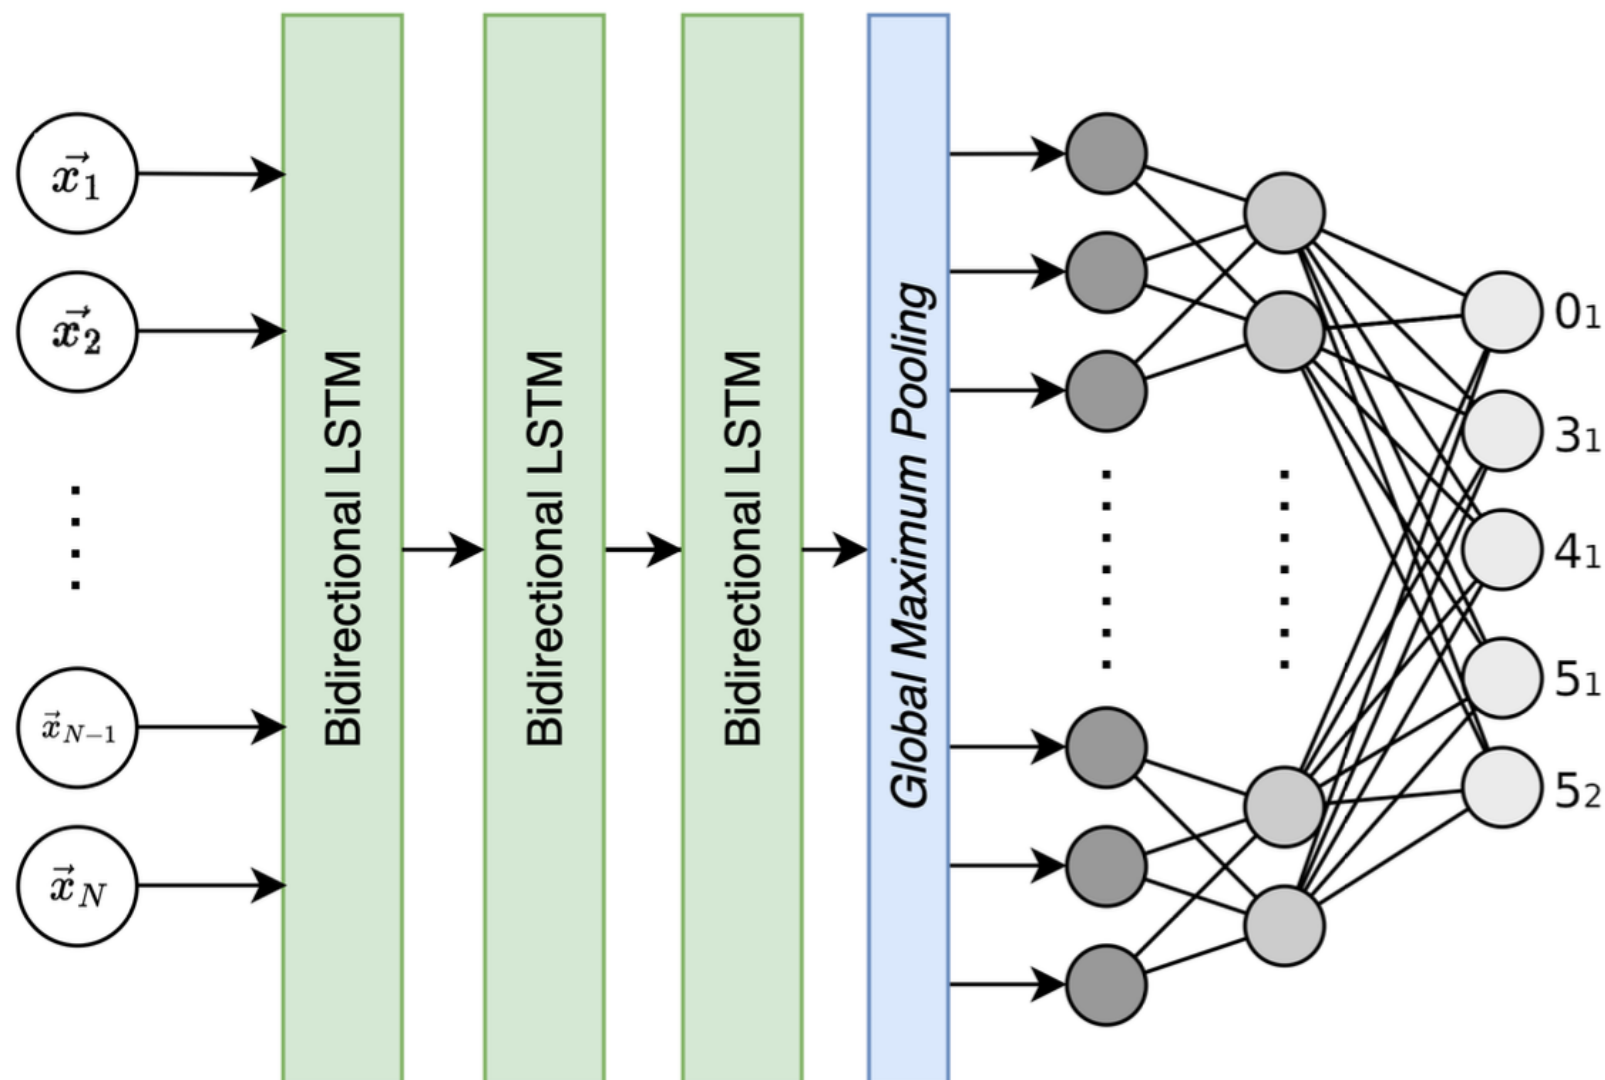 x⃗1
x⃗2
x⃗N−1
x⃗N
Bidirectional LSTM
Bidirectional LSTM
Bidirectional LSTM
Global Maximum Pooling
01
31
41
51
52